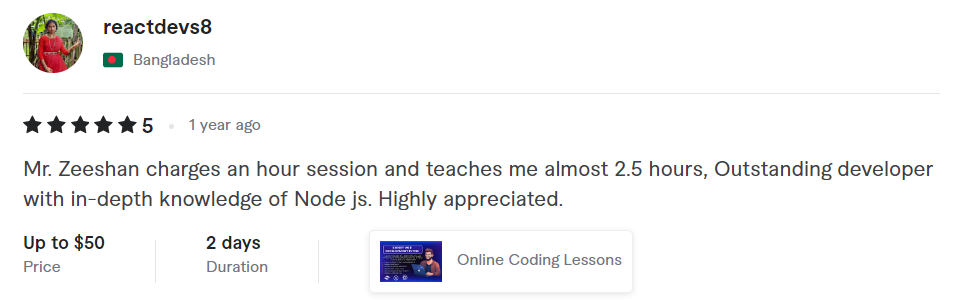 reactdevs8
Bangladesh
5 • 1 year ago
Mr. Zeeshan charges an hour session and teaches me almost 2.5 hours, Outstanding developer
with in-depth knowledge of Node js. Highly appreciated.
Up to $50
Price
2 days
Duration
Online Coding Lessons